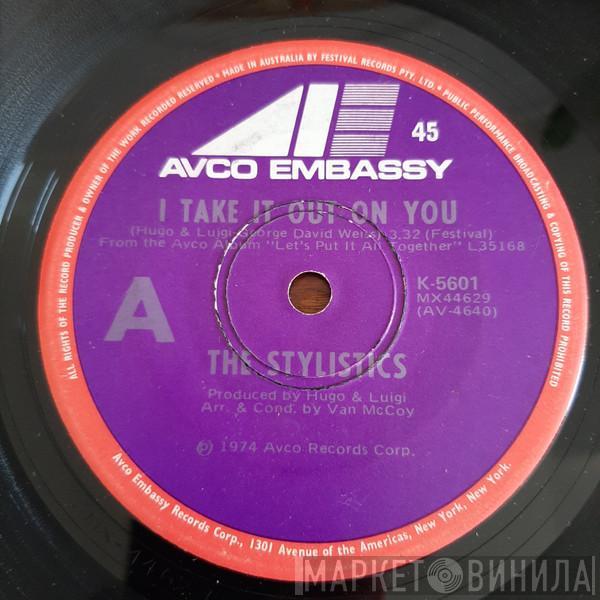 ALL RIGHTS OF THE RECORD PRODUCER & OWNER OF THE WORK RECORDED RESERVED • MADE IN AUSTRALIA BY FESTIVAL RECORDS PTY. LTD. • PUBLIC PERFORMANCE BROADCASTING & COPYING OF THIS RECORD PROHIBITED
45
AVCO EMBASSY
I TAKE IT OUT ON YOU
(Hugo & Luigi-George David Weiss) 3.32 (Festival)
From the Avco Album "Let's Put It All Together" L35168
A
K-5601
MX44629
(AV-4640)
THE STYLISTICS
Produced by Hugo & Luigi
Arr. & Cond. by Van McCoy
℗ 1974 Avco Records Corp.
Avco Embassy Records Corp., 1301 Avenue of the Americas, New York, New York.
МАРКЕТ ВИНИЛА